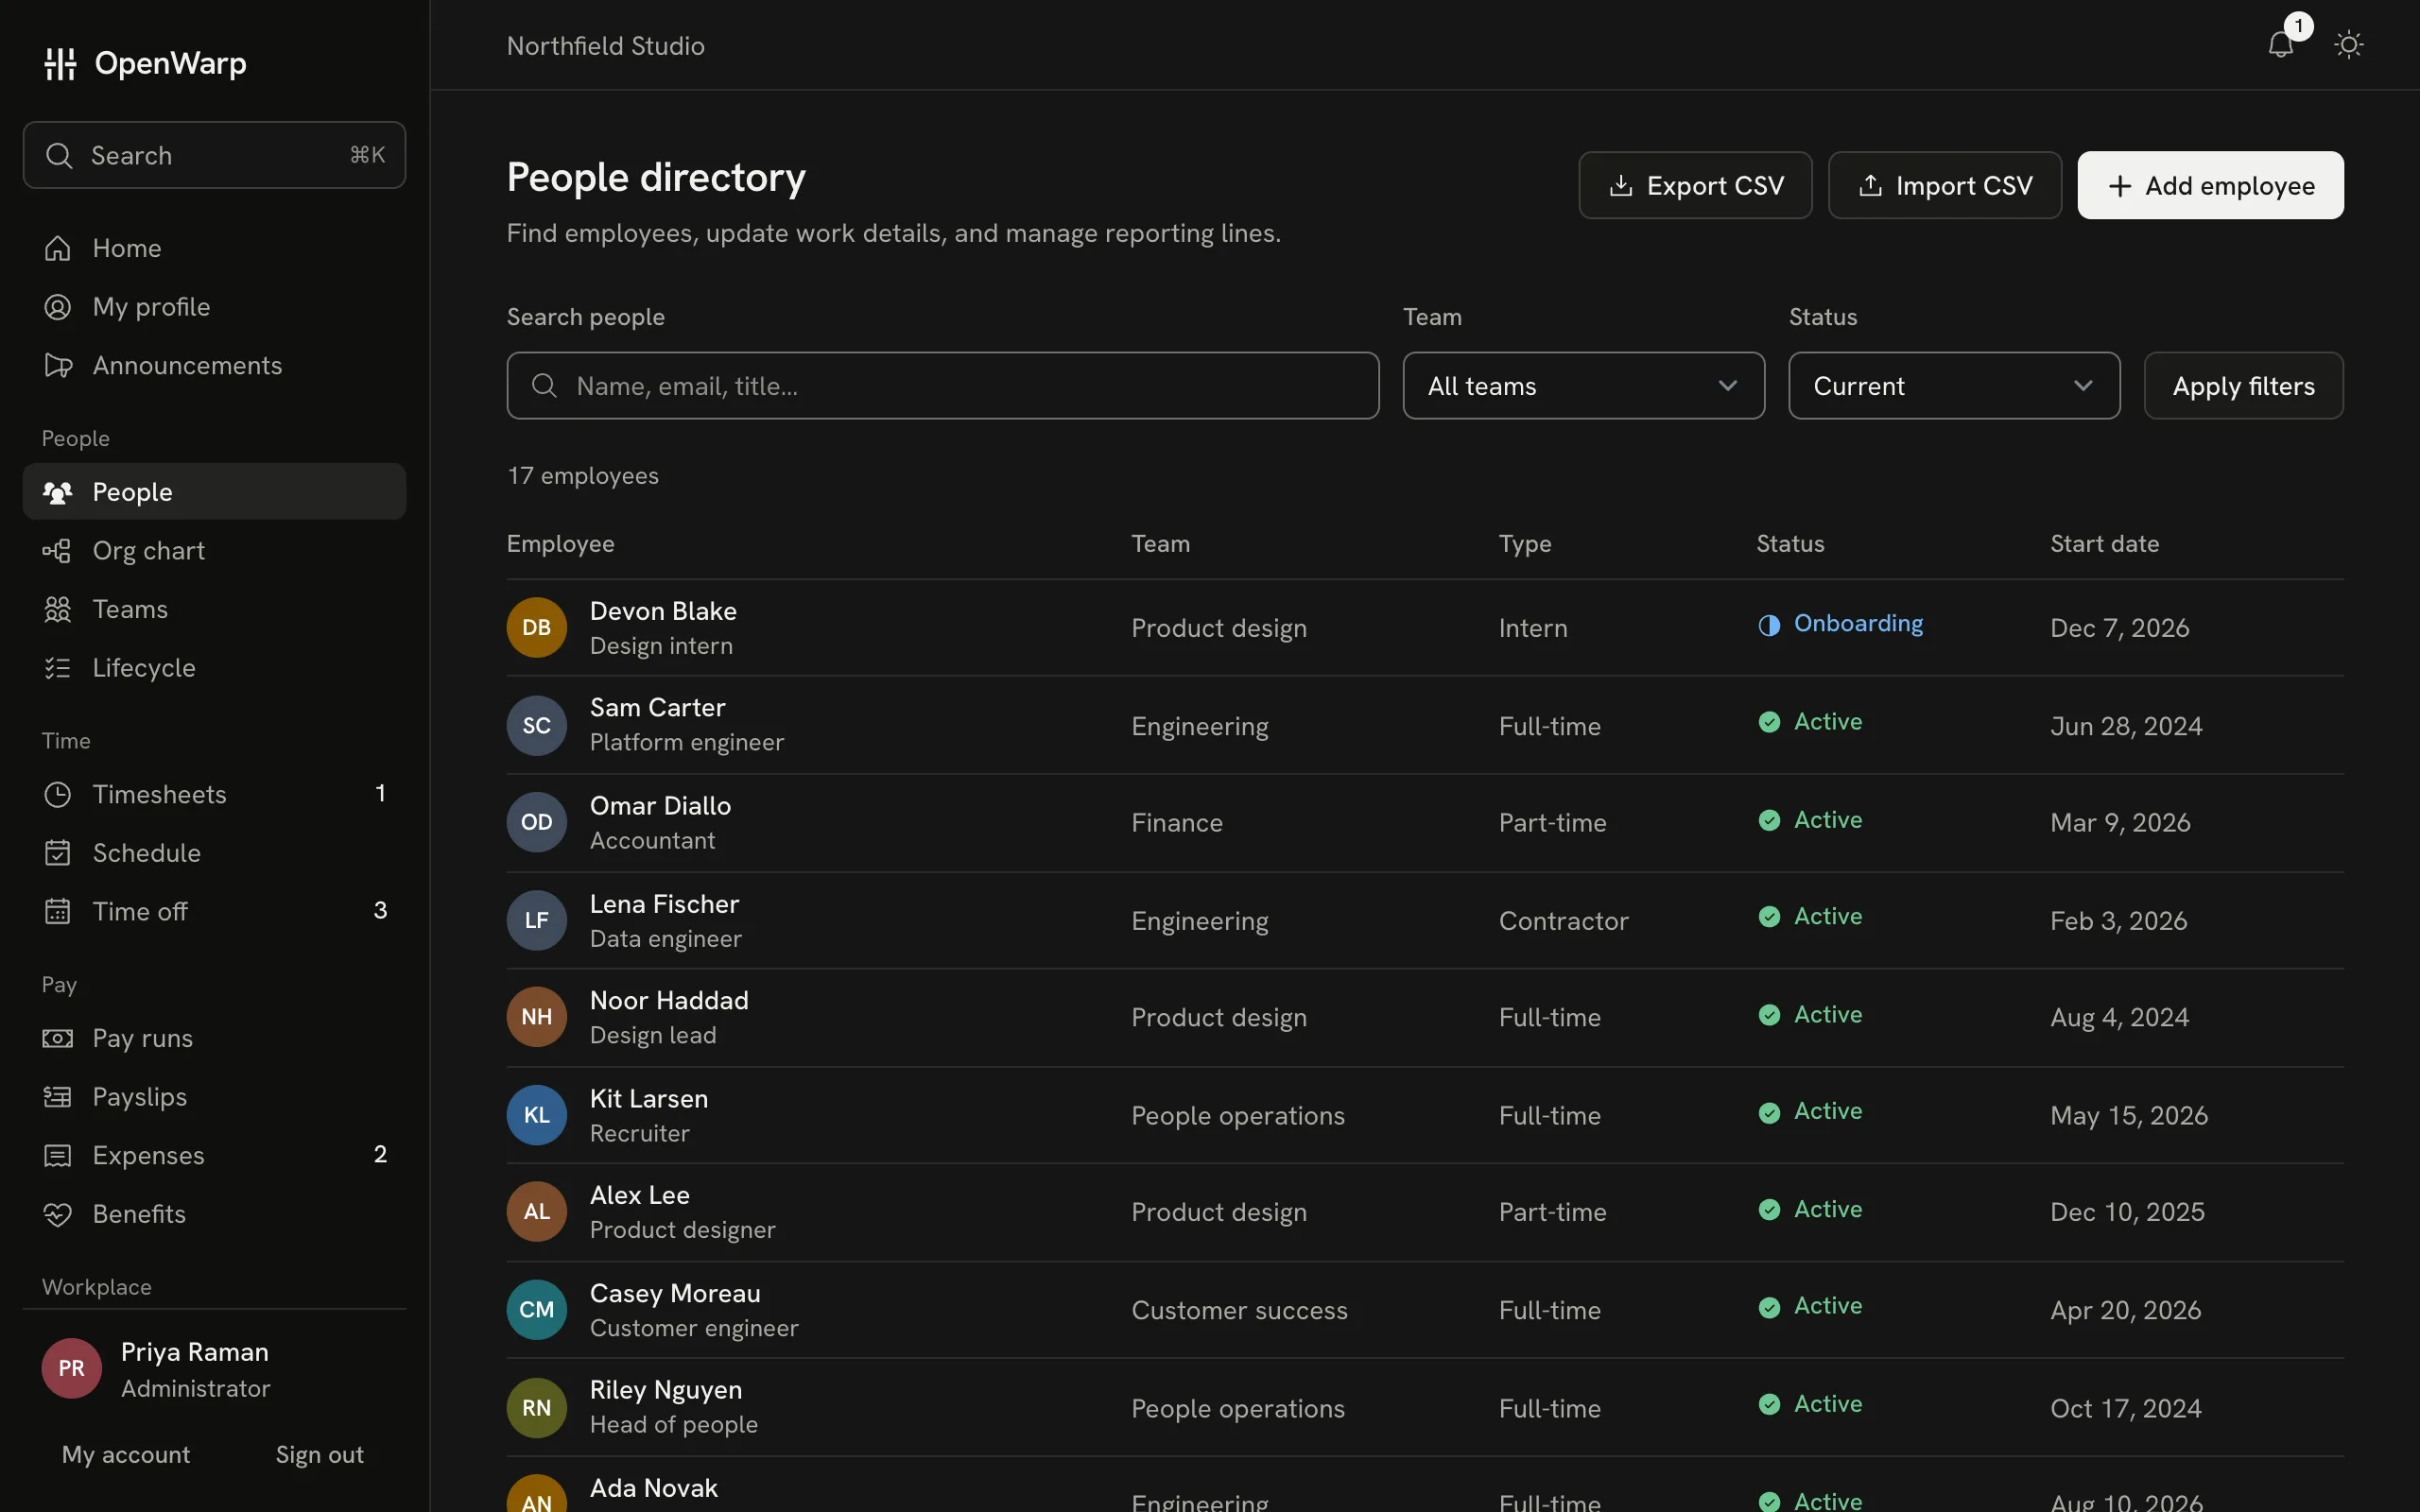 OpenWarp
Search ⌘K
Home
My profile
Announcements
People
People
Org chart
Teams
Lifecycle
Time
Timesheets 1
Schedule
Time off 3
Pay
Pay runs
Payslips
Expenses 2
Benefits
Workplace
PR Priya Raman
Administrator
My account Sign out
Northfield Studio
1
People directory
Find employees, update work details, and manage reporting lines.
Export CSV Import CSV Add employee
Search people Team Status
Name, email, title... All teams Current Apply filters
17 employees
Employee Team Type Status Start date
DB Devon Blake
Design intern
Product design Intern Onboarding Dec 7, 2026
SC Sam Carter
Platform engineer
Engineering Full-time Active Jun 28, 2024
OD Omar Diallo
Accountant
Finance Part-time Active Mar 9, 2026
LF Lena Fischer
Data engineer
Engineering Contractor Active Feb 3, 2026
NH Noor Haddad
Design lead
Product design Full-time Active Aug 4, 2024
KL Kit Larsen
Recruiter
People operations Full-time Active May 15, 2026
AL Alex Lee
Product designer
Product design Part-time Active Dec 10, 2025
CM Casey Moreau
Customer engineer
Customer success Full-time Active Apr 20, 2026
RN Riley Nguyen
Head of people
People operations Full-time Active Oct 17, 2024
AN Ada Novak
Engineering Full-time Active Aug 10, 2026